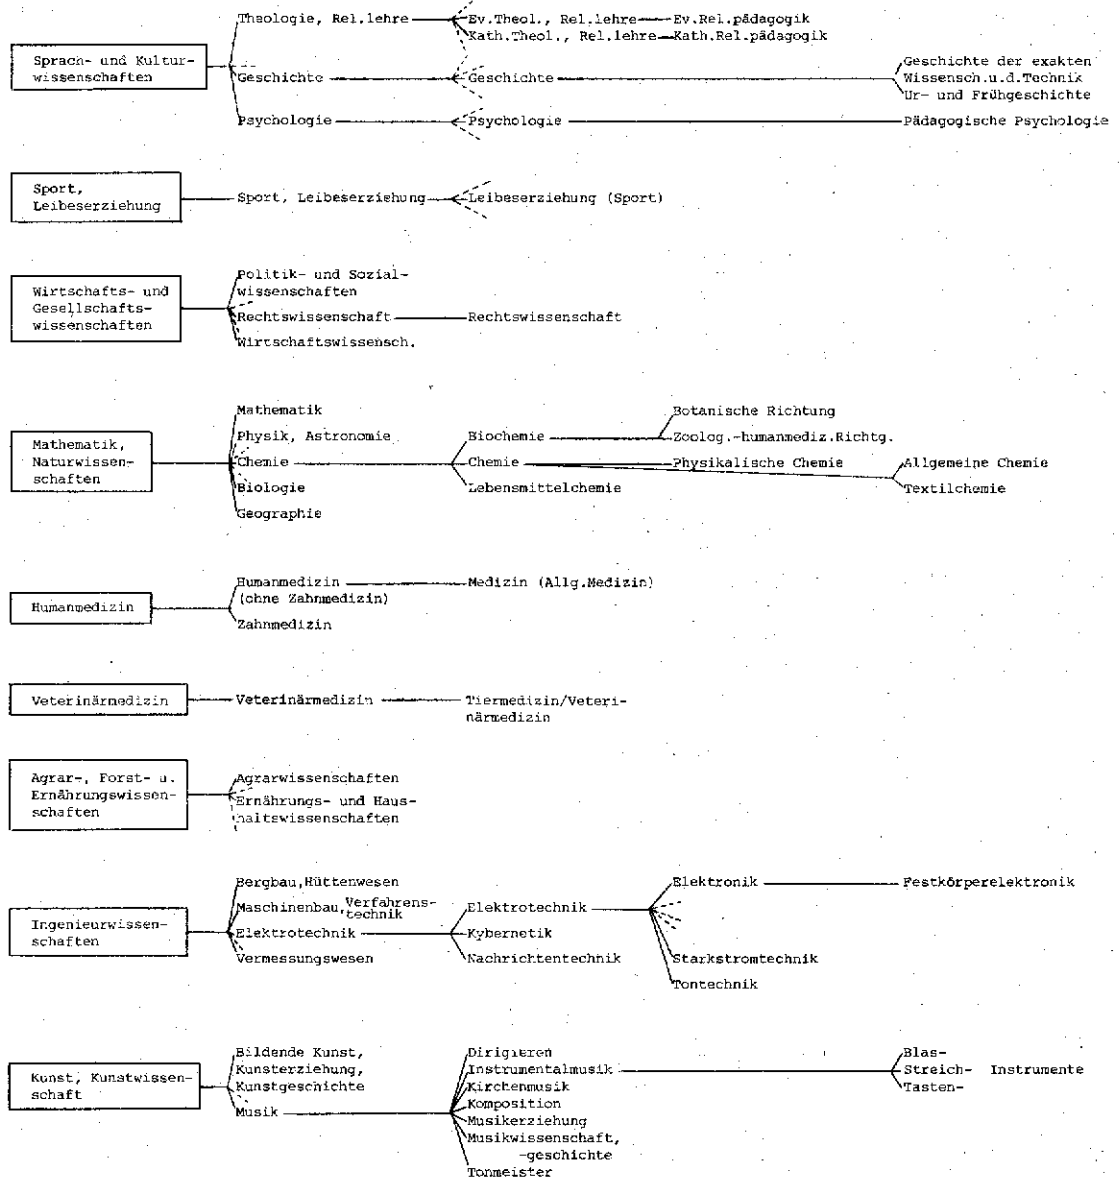 Theologie, Rel.lehre Ev.Theol., Rel.lehre Ev.Rel.pädagogik
Kath.Theol., Rel.lehre Kath.Rel.pädagogik
Sprach- und Kultur-
wissenschaften
Geschichte Geschichte Geschichte der exakten
Wissensch.u.d.Technik
Ur- und Frühgeschichte
Psychologie Psychologie Pädagogische Psychologie
Sport,
Leibeserziehung
Sport, Leibeserziehung Leibeserziehung (Sport)
Wirtschafts- und
Gesellschafts-
wissenschaften
Politik- und Sozial-
wissenschaften
Rechtswissenschaft Rechtswissenschaft
Wirtschaftswissensch.
Mathematik,
Naturwissen-
schaften
Mathematik
Physik, Astronomie
Chemie
Biologie
Geographie
Biochemie
Chemie
Lebensmittelchemie
Botanische Richtung
Zoolog.-humanmediz.Richtg.
Physikalische Chemie
Allgemeine Chemie
Textilchemie
Humanmedizin
Humanmedizin Medizin (Allg.Medizin)
(ohne Zahnmedizin)
Zahnmedizin
Veterinärmedizin Veterinärmedizin Tiermedizin/Veteri-
närmedizin
Agrar-, Forst- u.
Ernährungswissen-
schaften
Agrarwissenschaften
Ernährungs- und Haus-
haltswissenschaften
Ingenieurwissen-
schaften
Bergbau,Hüttenwesen
Maschinenbau,Verfahrens-
technik
Elektrotechnik
Vermessungswesen
Elektrotechnik
Kybernetik
Nachrichtentechnik
Elektronik Festkörperelektronik
Starkstromtechnik
Tontechnik
Kunst, Kunstwissen-
schaft
Bildende Kunst,
Kunsterziehung,
Kunstgeschichte
Musik
Dirigieren
Instrumentalmusik
Kirchenmusik
Komposition
Musikerziehung
Musikwissenschaft,
-geschichte
Tonmeister
Blas-
Streich- Instrumente
Tasten-